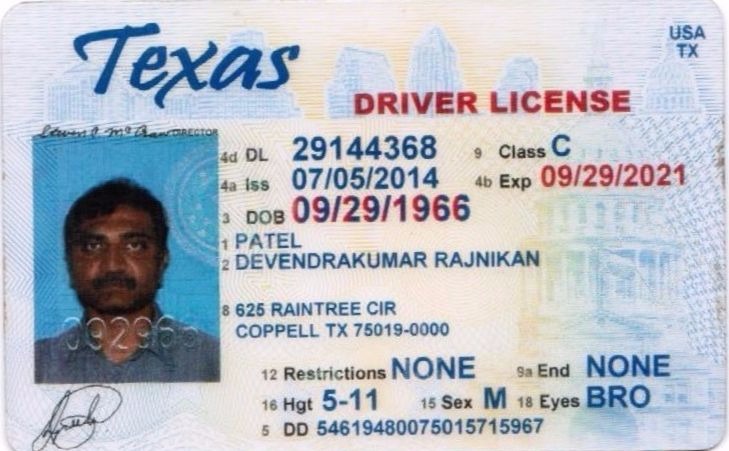 Texas
USA
TX
DRIVER LICENSE
DIRECTOR
4d DL 29144368 9 Class C
4a Iss 07/05/2014 4b Exp 09/29/2021
3 DOB 09/29/1966
1 PATEL
2 DEVENDRAKUMAR RAJNIKAN
8 625 RAINTREE CIR
COPPELL TX 75019-0000
092966
12 Restrictions NONE 9a End NONE
16 Hgt 5-11 15 Sex M 18 Eyes BRO
5 DD 54619480075015715967